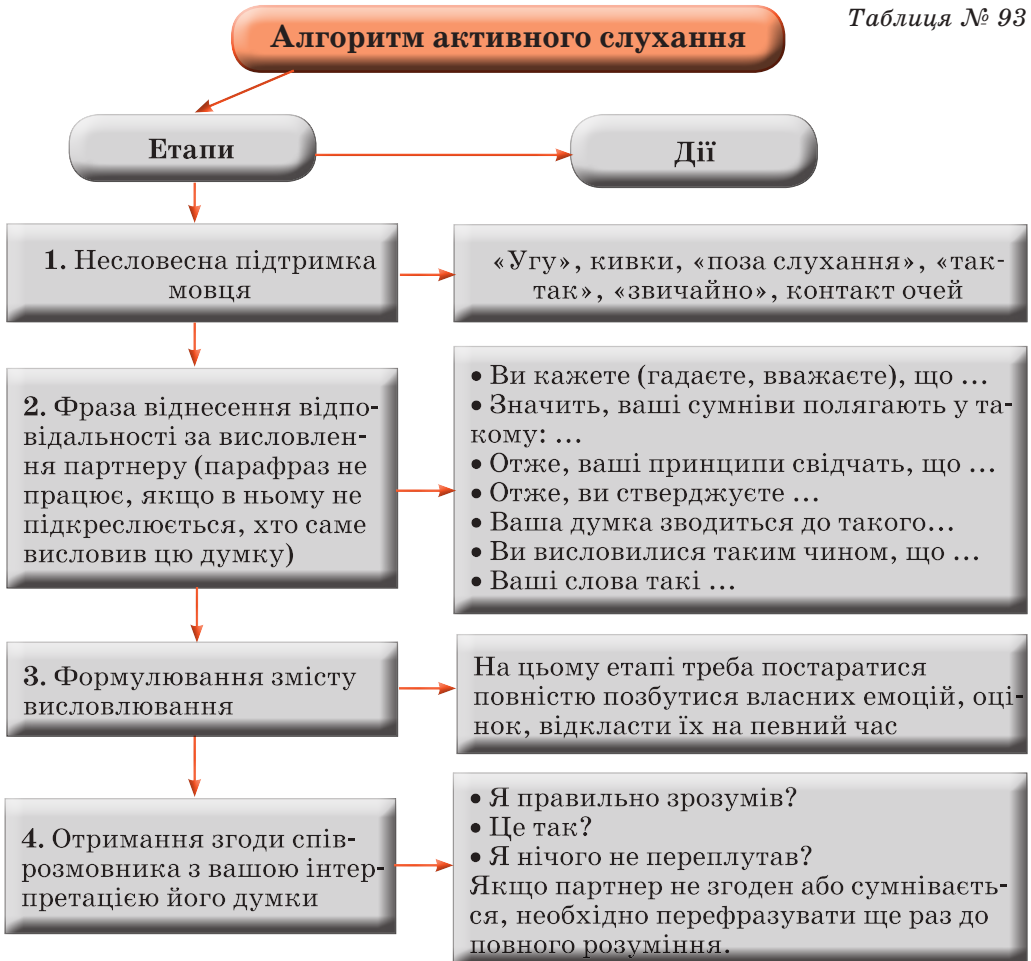 Таблиця № 93
Алгоритм активного слухання
Етапи
Дії
1. Несловесна підтримка
мовця
«Угу», кивки, «поза слухання», «так-
так», «звичайно», контакт очей
2. Фраза віднесення відпо-
відальності за висловлен-
ня партнеру (парафраз не
працює, якщо в ньому не
підкреслюється, хто саме
висловив цю думку)
• Ви кажете (гадаєте, вважаєте), що ...
• Значить, ваші сумніви полягають у та-
кому: ...
• Отже, ваші принципи свідчать, що ...
• Отже, ви стверджуєте ...
• Ваша думка зводиться до такого...
• Ви висловилися таким чином, що ...
• Ваші слова такі ...
3. Формулювання змісту
висловлювання
На цьому етапі треба постаратися
повністю позбутися власних емоцій, оці-
нок, відкласти їх на певний час
4. Отримання згоди спів-
розмовника з вашою інтер-
претацією його думки
• Я правильно зрозумів?
• Це так?
• Я нічого не переплутав?
Якщо партнер не згоден або сумніваєть-
ся, необхідно перефразувати ще раз до
повного розуміння.